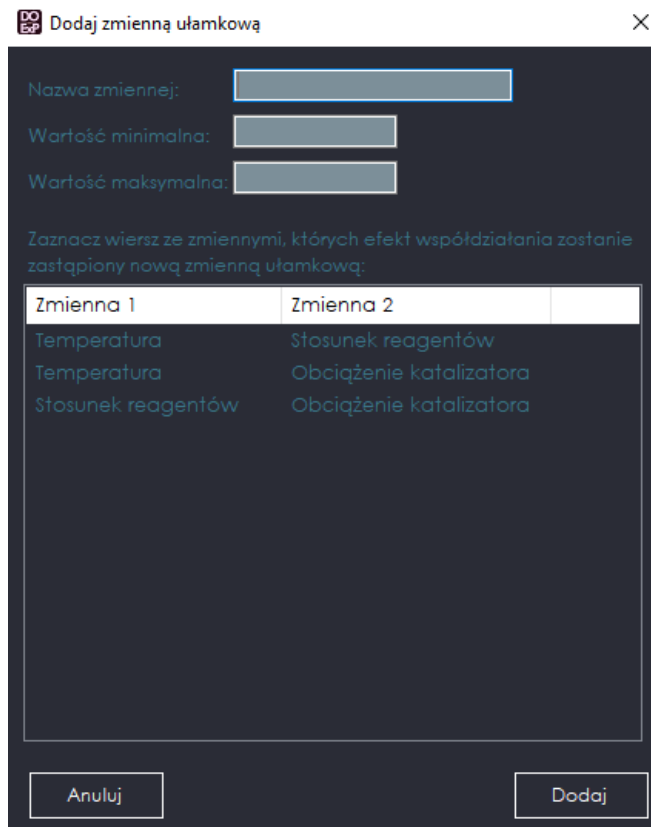 DO
ExP
Dodaj zmienną ułamkową
Nazwa zmiennej:
Wartość minimalna:
Wartość maksymalna:
Zaznacz wiersz ze zmiennymi, których efekt współdziałania zostanie
zastąpiony nową zmienną ułamkową:
Zmienna 1 Zmienna 2
Temperatura Stosunek reagentów
Temperatura Obciążenie katalizatora
Stosunek reagentów Obciążenie katalizatora
Anuluj Dodaj